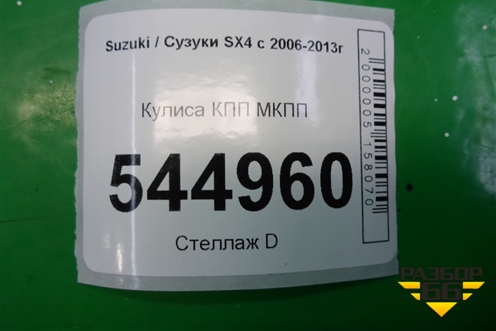 Suzuki / Сузуки SX4 с 2006-2013г
Кулиса КПП МКПП
544960
Стеллаж D
2000005158070
РАЗБОР
66